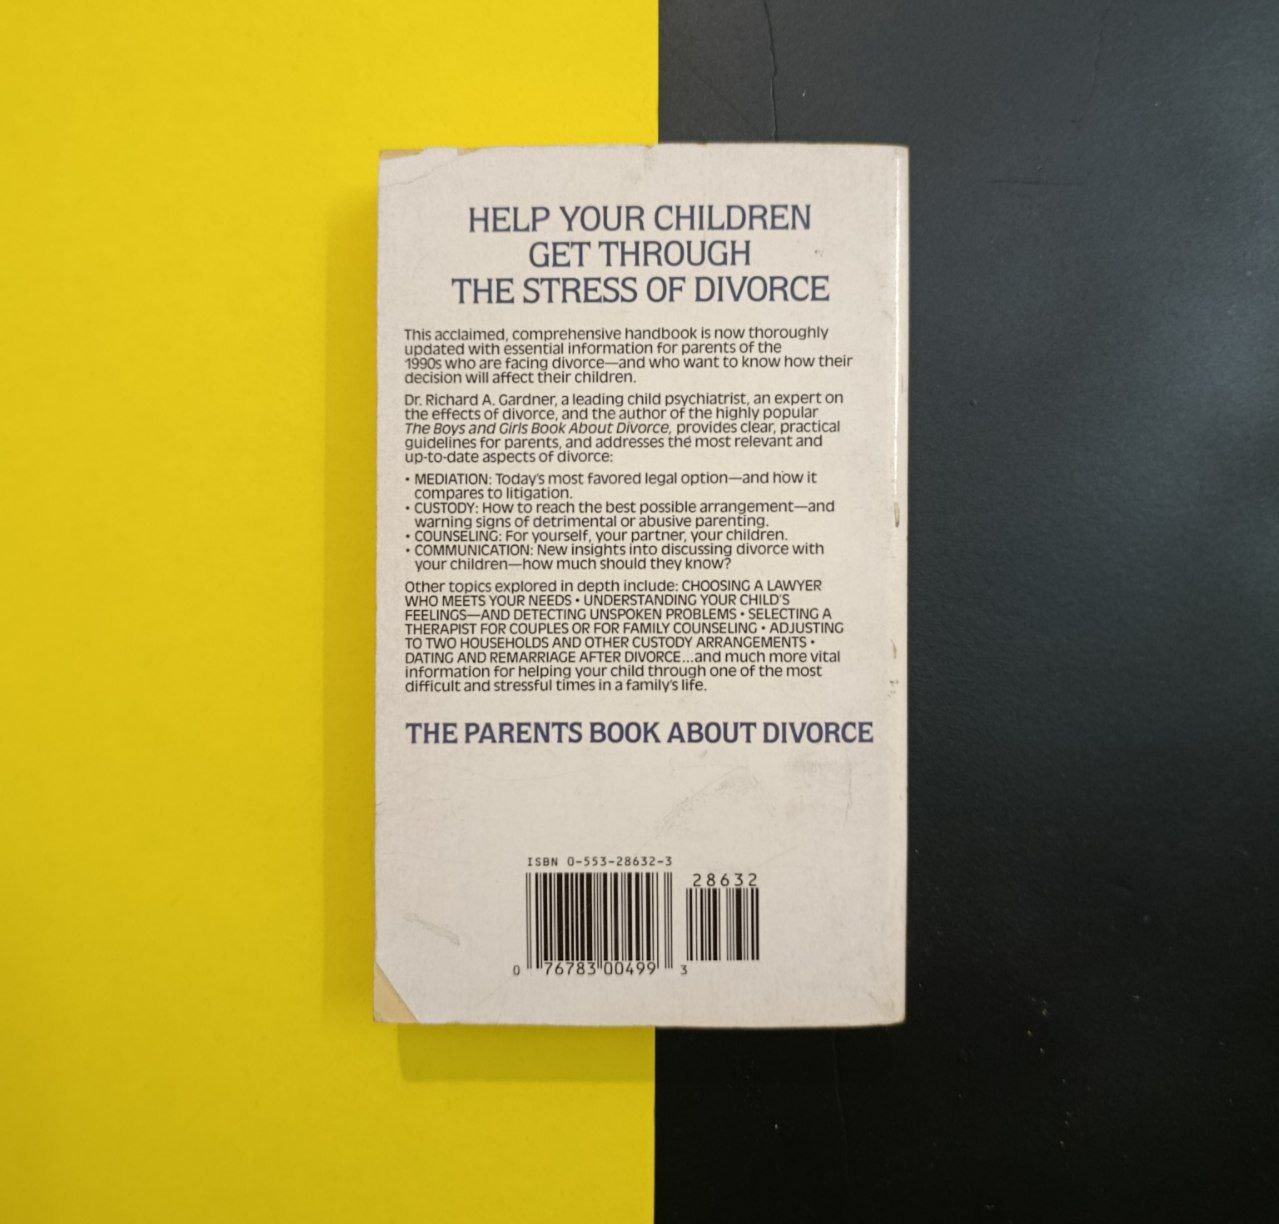 HELP YOUR CHILDREN
GET THROUGH
THE STRESS OF DIVORCE
This acclaimed, comprehensive handbook is now thoroughly
updated with essential information for parents of the
1990s who are facing divorce—and who want to know how their
decision will affect their children.
Dr. Richard A. Gardner, a leading child psychiatrist, an expert on
the effects of divorce, and the author of the highly popular
The Boys and Girls Book About Divorce, provides clear, practical
guidelines for parents, and addresses the most relevant and
up-to-date aspects of divorce:
• MEDIATION: Today's most favored legal option—and how it
compares to litigation.
• CUSTODY: How to reach the best possible arrangement—and
warning signs of detrimental or abusive parenting.
• COUNSELING: For yourself, your partner, your children.
• COMMUNICATION: New insights into discussing divorce with
your children—how much should they know?
Other topics explored in depth include: CHOOSING A LAWYER
WHO MEETS YOUR NEEDS • UNDERSTANDING YOUR CHILD'S
FEELINGS—AND DETECTING UNSPOKEN PROBLEMS • SELECTING A
THERAPIST FOR COUPLES OR FOR FAMILY COUNSELING • ADJUSTING
TO TWO HOUSEHOLDS AND OTHER CUSTODY ARRANGEMENTS •
DATING AND REMARRIAGE AFTER DIVORCE...and much more vital
information for helping your child through one of the most
difficult and stressful times in a family's life.
THE PARENTS BOOK ABOUT DIVORCE
ISBN 0-553-28632-3
28632
0 76783 00499 3